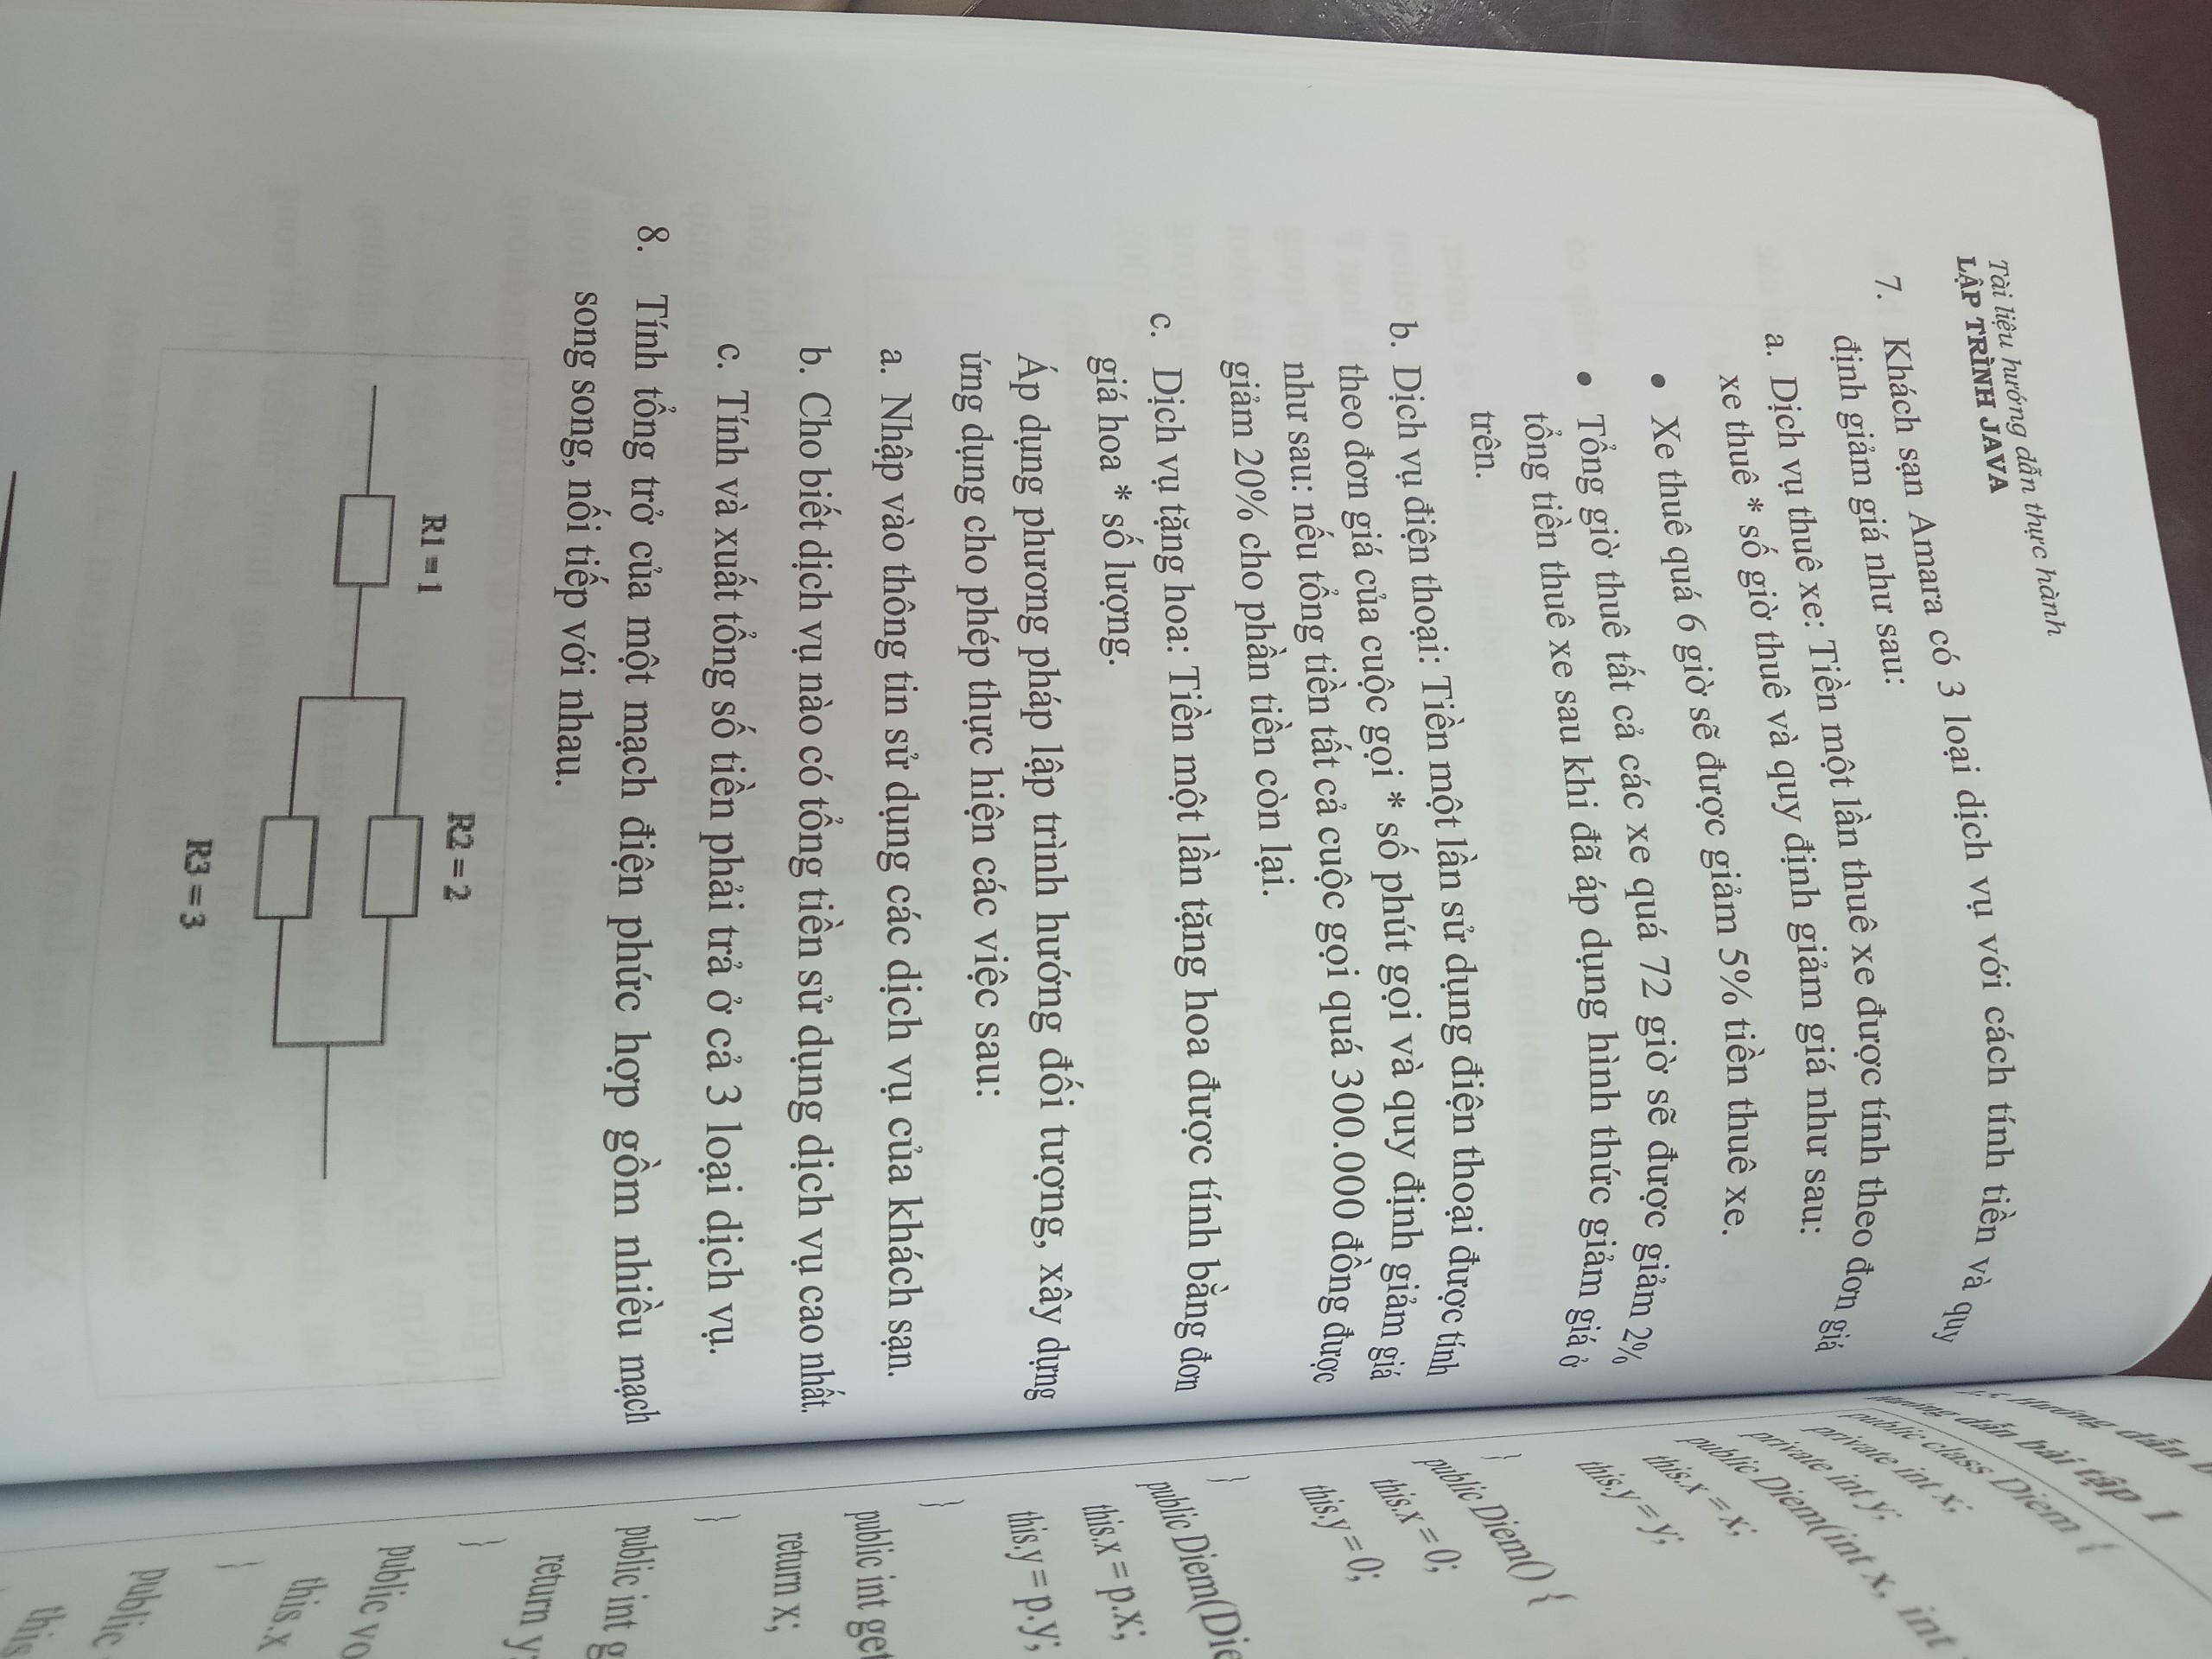 Tài liệu hướng dẫn thực hành
LẬP TRÌNH JAVA
7. Khách sạn Amara có 3 loại dịch vụ với cách tính tiền và quy
định giảm giá như sau:
a. Dịch vụ thuê xe: Tiền một lần thuê xe được tính theo đơn giá
xe thuê * số giờ thuê và quy định giảm giá như sau:
• Xe thuê quá 6 giờ sẽ được giảm 5% tiền thuê xe.
• Tổng giờ thuê tất cả các xe quá 72 giờ sẽ được giảm 2%
tổng tiền thuê xe sau khi đã áp dụng hình thức giảm giá ở
trên.
b. Dịch vụ điện thoại: Tiền một lần sử dụng điện thoại được tính
theo đơn giá của cuộc gọi * số phút gọi và quy định giảm giá
như sau: nếu tổng tiền tất cả cuộc gọi quá 300.000 đồng được
giảm 20% cho phần tiền còn lại.
c. Dịch vụ tặng hoa: Tiền một lần tặng hoa được tính bằng đơn
giá hoa * số lượng.
Áp dụng phương pháp lập trình hướng đối tượng, xây dựng
ứng dụng cho phép thực hiện các việc sau:
a. Nhập vào thông tin sử dụng các dịch vụ của khách sạn.
b. Cho biết dịch vụ nào có tổng tiền sử dụng dịch vụ cao nhất.
c. Tính và xuất tổng số tiền phải trả ở cả 3 loại dịch vụ.
8. Tính tổng trở của một mạch điện phức hợp gồm nhiều mạch
song song, nối tiếp với nhau.
R1 = 1
R2 = 2
R3 = 3
hướng dẫn
hướng dẫn bài tập 1
public class Diem {
private int x;
private int y;
public Diem(int x, int
this.x = x;
this.y = y;
}
public Diem() {
this.x = 0;
this.y = 0;
}
public Diem(Die
this.x = p.x;
this.y = p.y;
}
public int get
return x;
}
public int g
return y
}
public vo
this.x
}
public
this